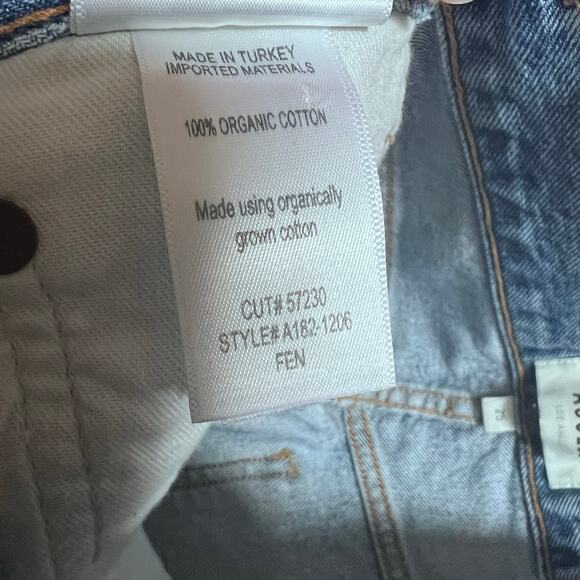 MADE IN TURKEY
IMPORTED MATERIALS
100% ORGANIC COTTON
Made using organically
grown cotton
CUT# 57230
STYLE# A182-1206
FEN